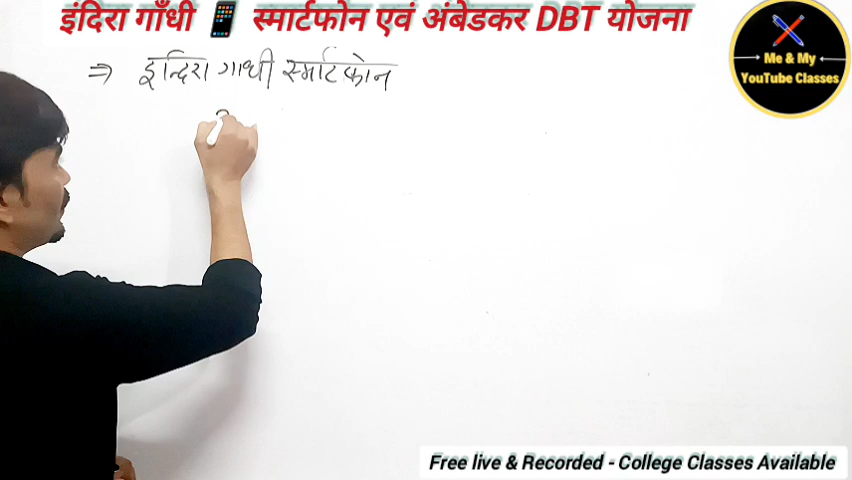 इंदिरा गाँधी 📱 स्मार्टफोन एवं अंबेडकर DBT योजना
⇒ इन्दिरा गाधी स्मार्टफोन
Me & My
YouTube Classes
Free live & Recorded - College Classes Available